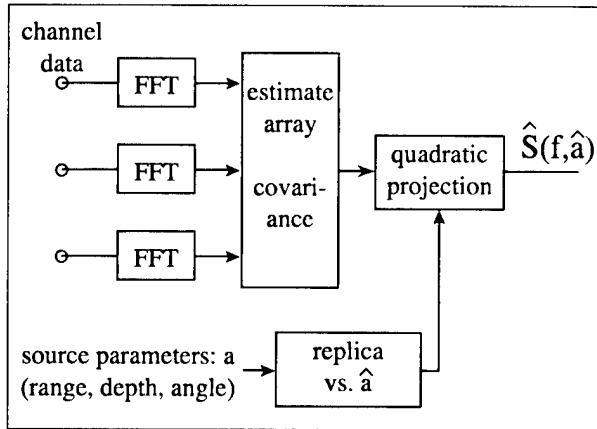 channel
data
FFT
FFT
FFT
estimate
array
covari-
ance
quadratic
projection
Ŝ(f,â)
source parameters: a
(range, depth, angle)
replica
vs. â